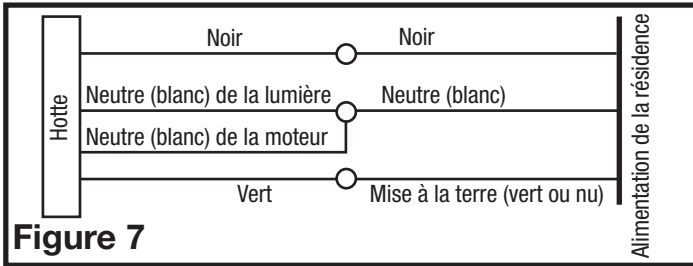 Noir
Noir
Neutre (blanc) de la lumière
Neutre (blanc)
Neutre (blanc) de la moteur
Vert
Mise à la terre (vert ou nu)
Hotte
Alimentation de la résidence
Figure 7